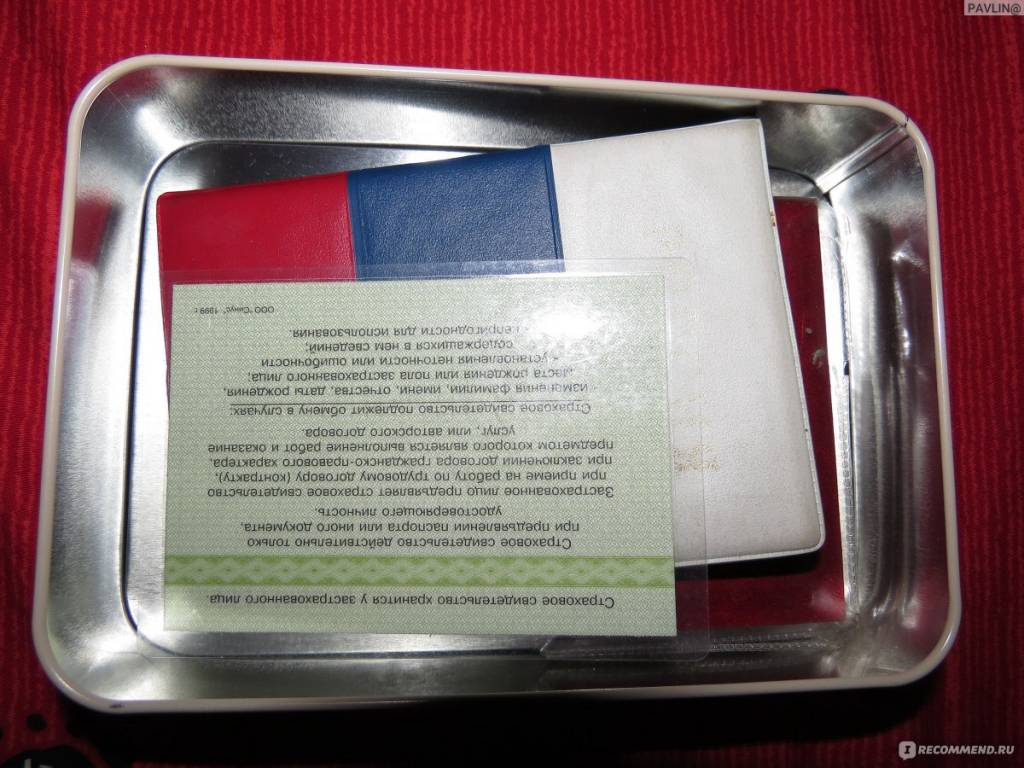 PAVLIN@
Страховое свидетельство хранится у застрахованного лица.
Страховое свидетельство действительно только
при предъявлении паспорта или иного документа,
удостоверяющего личность.
Застрахованное лицо предъявляет страховое свидетельство
при приеме на работу по трудовому договору (контракту),
при заключении договора гражданско-правового характера,
предметом которого является выполнение работ и оказание
услуг, или авторского договора.
Страховое свидетельство подлежит обмену в случаях:
- изменения фамилии, имени, отчества, даты рождения,
места рождения или пола застрахованного лица;
- установления неточности или ошибочности
содержащихся в нем сведений;
- непригодности для использования.
ООО "Синус", 1999 г.
I RECOMMEND.RU